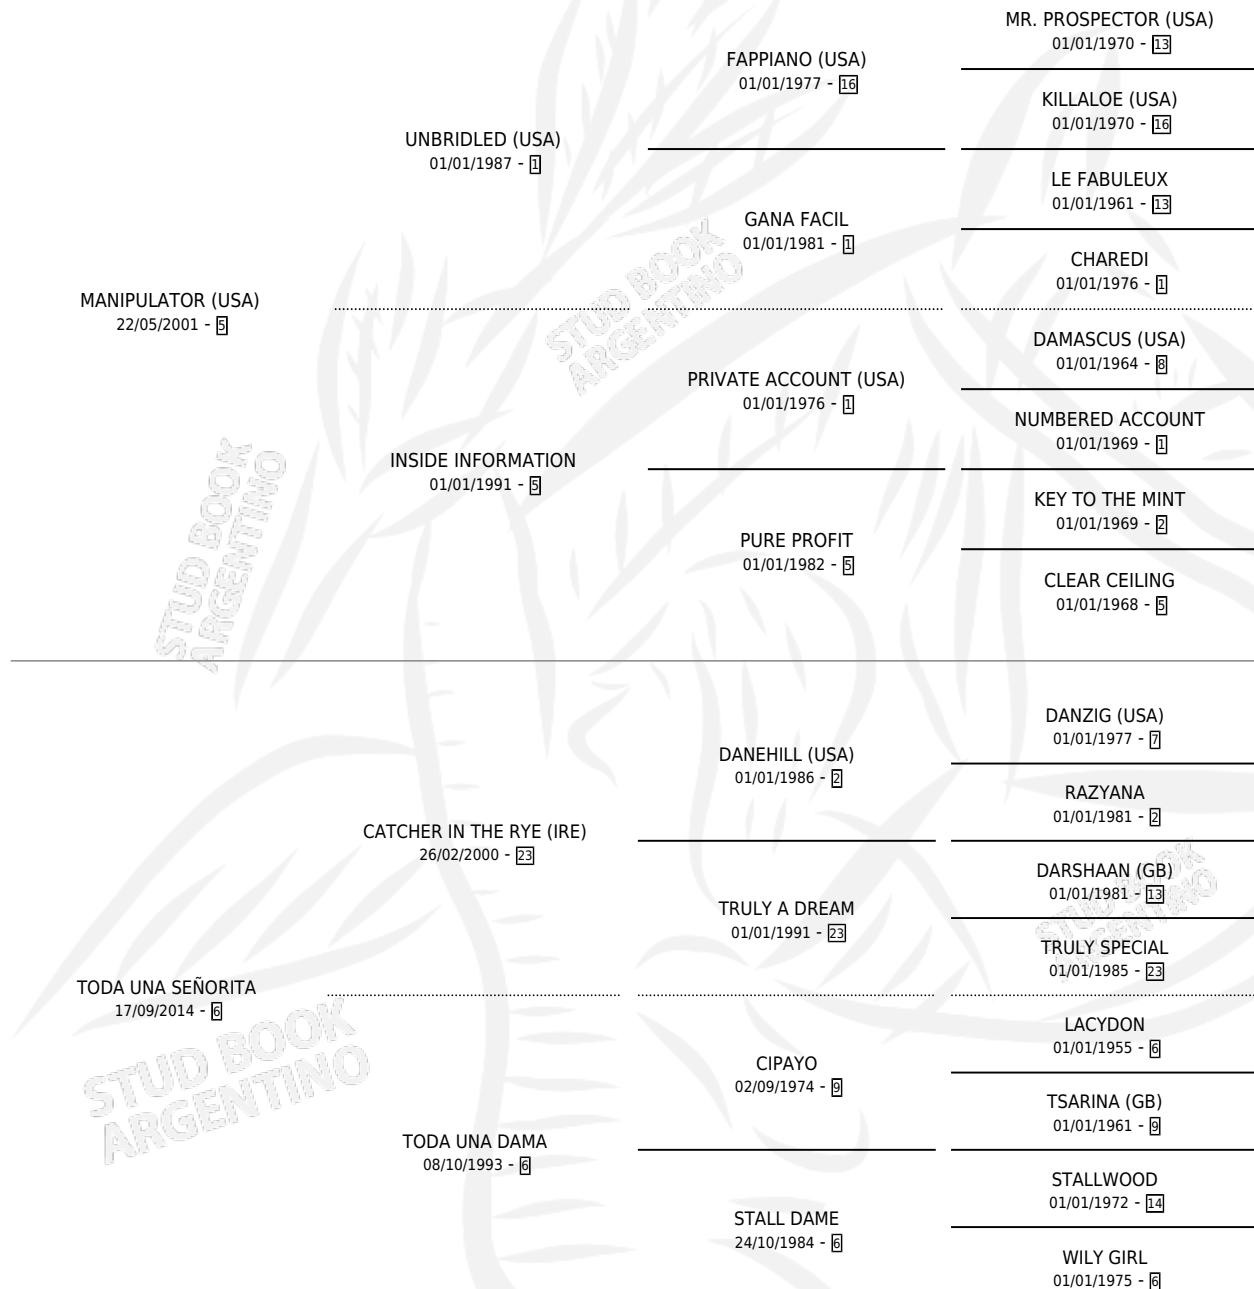 MR. PROSPECTOR (USA)
01/01/1970 - 13
FAPPIANO (USA)
01/01/1977 - 16
KILLALOE (USA)
01/01/1970 - 16
UNBRIDLED (USA)
01/01/1987 - 1
LE FABULEUX
01/01/1961 - 13
GANA FACIL
01/01/1981 - 1
CHAREDI
01/01/1976 - 1
MANIPULATOR (USA)
22/05/2001 - 5
DAMASCUS (USA)
01/01/1964 - 8
PRIVATE ACCOUNT (USA)
01/01/1976 - 1
NUMBERED ACCOUNT
01/01/1969 - 1
INSIDE INFORMATION
01/01/1991 - 5
KEY TO THE MINT
01/01/1969 - 2
PURE PROFIT
01/01/1982 - 5
CLEAR CEILING
01/01/1968 - 5
DANZIG (USA)
01/01/1977 - 7
DANEHILL (USA)
01/01/1986 - 2
RAZYANA
01/01/1981 - 2
CATCHER IN THE RYE (IRE)
26/02/2000 - 23
DARSHAAN (GB)
01/01/1981 - 13
TRULY A DREAM
01/01/1991 - 23
TRULY SPECIAL
01/01/1985 - 23
TODA UNA SEÑORITA
17/09/2014 - 6
LACYDON
01/01/1955 - 6
CIPAYO
02/09/1974 - 9
TSARINA (GB)
01/01/1961 - 9
TODA UNA DAMA
08/10/1993 - 6
STALLWOOD
01/01/1972 - 14
STALL DAME
24/10/1984 - 6
WILY GIRL
01/01/1975 - 6
STUD BOOK
ARGENTINO
STUD BOOK
ARGENTINO
STUD BOOK
ARGENTINO
STUD BOOK
ARGENTINO